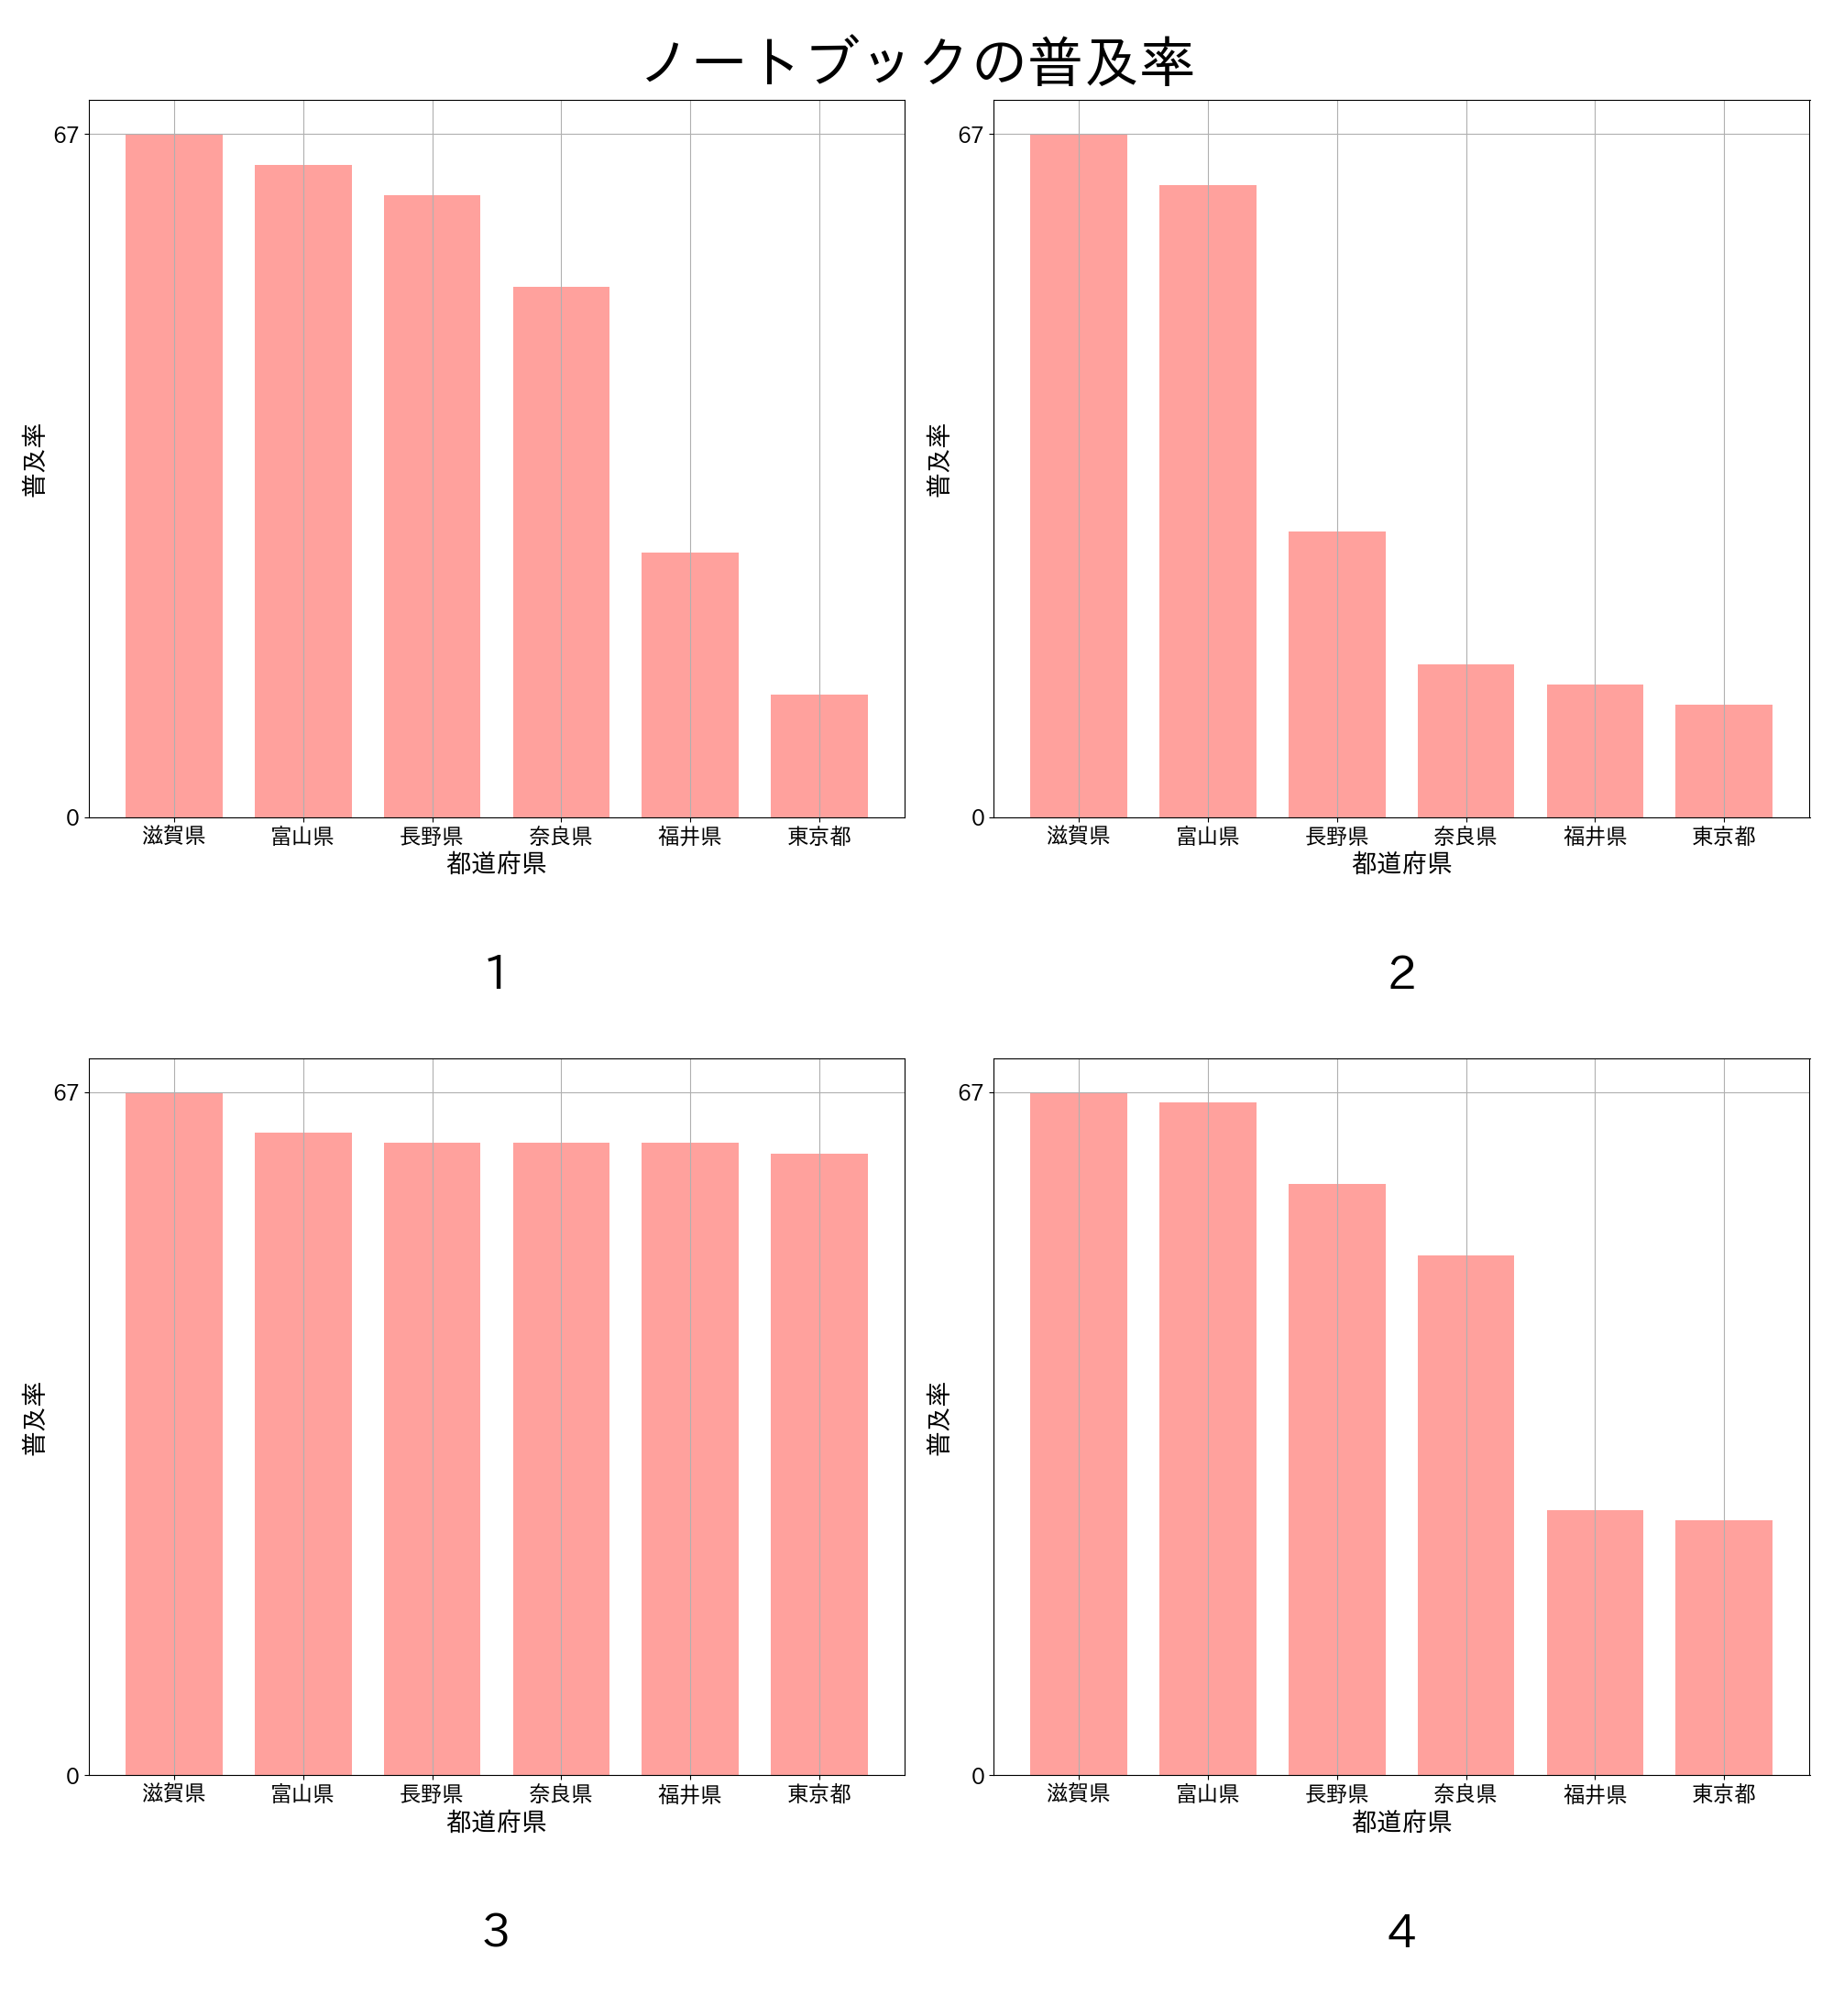 ノートブックの普及率
67
0
普及率
滋賀県 富山県 長野県 奈良県 福井県 東京都
都道府県
1
67
0
普及率
滋賀県 富山県 長野県 奈良県 福井県 東京都
都道府県
2
67
0
普及率
滋賀県 富山県 長野県 奈良県 福井県 東京都
都道府県
3
67
0
普及率
滋賀県 富山県 長野県 奈良県 福井県 東京都
都道府県
4